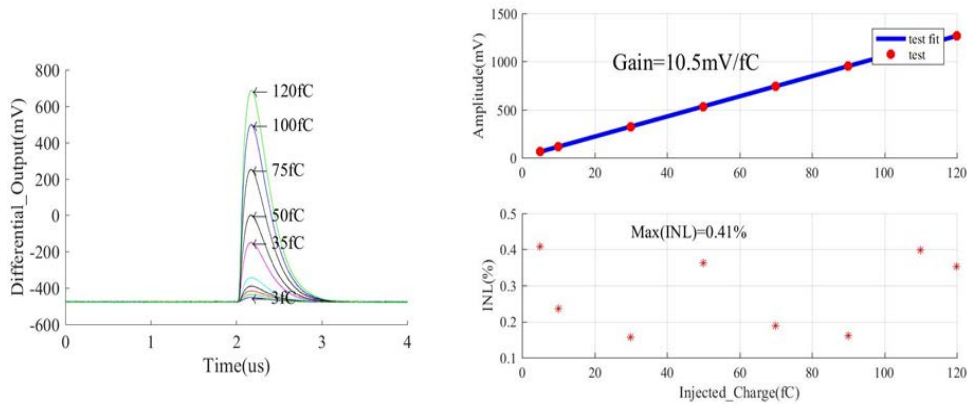 800
600
400
200
0
-200
-400
-600
Differential_Output(mV)
120fC
100fC
75fC
50fC
35fC
3fC
0 1 2 3 4
Time(us)
1500
1000
500
0
Amplitude(mV)
Gain=10.5mV/fC
test fit
test
0 20 40 60 80 100 120
0.5
0.4
0.3
0.2
0.1
INL(%)
Max(INL)=0.41%
0 20 40 60 80 100 120
Injected_Charge(fC)